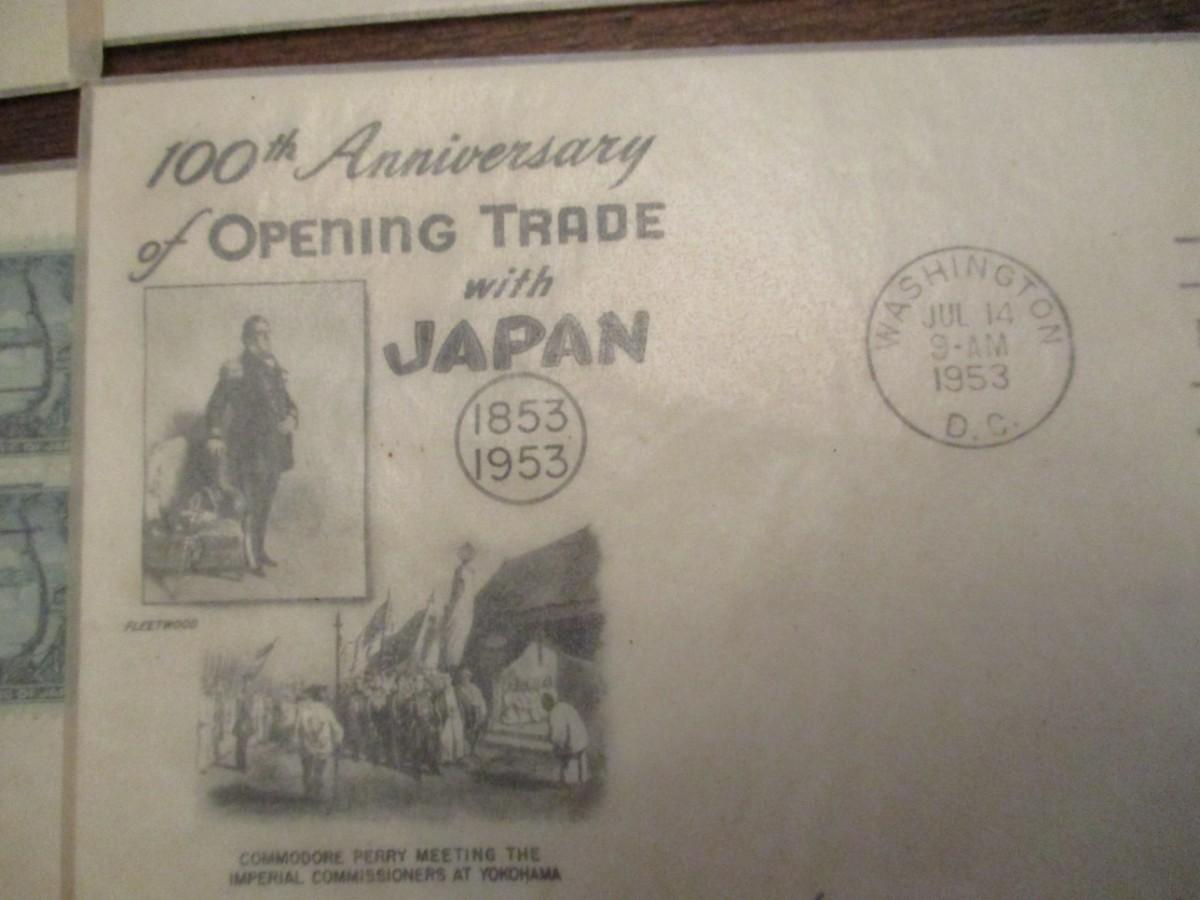 100th Anniversary
of OPENING TRADE
with
JAPAN
1853
1953
WASHINGTON
JUL 14
9-AM
1953
D.C.
FLEETWOOD
COMMODORE PERRY MEETING THE
IMPERIAL COMMISSIONERS AT YOKOHAMA